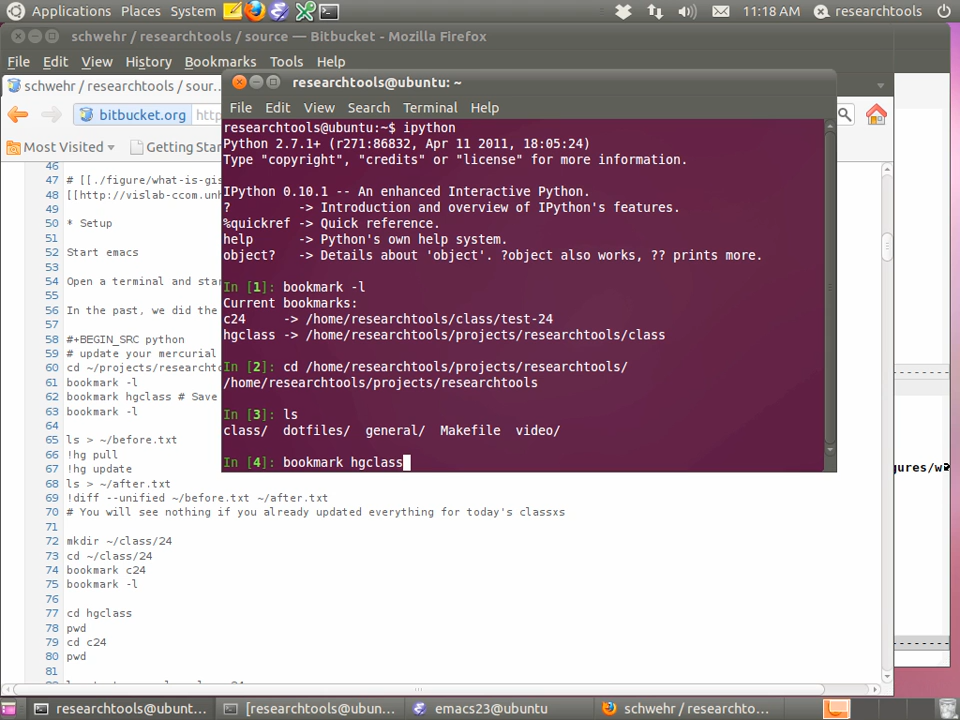 Applications Places System 11:18 AM researchtools
schwehr / researchtools / source — Bitbucket - Mozilla Firefox
File Edit View History Bookmarks Tools Help
schwehr / researchtools / sour...
bitbucket.org http
Most Visited Getting Star
46
47 # [[./figure/what-is-gis
48 [[http://vislab-ccom.unh
49
50 * Setup
51
52 Start emacs
53
54 Open a terminal and star
55
56 In the past, we did the
57
58 #+BEGIN_SRC python
59 # update your mercurial
60 cd ~/projects/researchto
61 bookmark -l
62 bookmark hgclass # Save
63 bookmark -l
64
65 ls > ~/before.txt
66 !hg pull
67 !hg update
68 ls > ~/after.txt
69 !diff --unified ~/before.txt ~/after.txt
70 # You will see nothing if you already updated everything for today's classxs
71
72 mkdir ~/class/24
73 cd ~/class/24
74 bookmark c24
75 bookmark -l
76
77 cd hgclass
78 pwd
79 cd c24
80 pwd
81
researchtools@ubuntu: ~
File Edit View Search Terminal Help
researchtools@ubuntu:~$ ipython
Python 2.7.1+ (r271:86832, Apr 11 2011, 18:05:24)
Type "copyright", "credits" or "license" for more information.
IPython 0.10.1 -- An enhanced Interactive Python.
? -> Introduction and overview of IPython's features.
%quickref -> Quick reference.
help -> Python's own help system.
object? -> Details about 'object'. ?object also works, ?? prints more.
In [1]: bookmark -l
Current bookmarks:
c24 -> /home/researchtools/class/test-24
hgclass -> /home/researchtools/projects/researchtools/class
In [2]: cd /home/researchtools/projects/researchtools/
/home/researchtools/projects/researchtools
In [3]: ls
class/ dotfiles/ general/ Makefile video/
In [4]: bookmark hgclass
researchtools@ubuntu: ... [researchtools@ubun... emacs23@ubuntu schwehr / researchto...